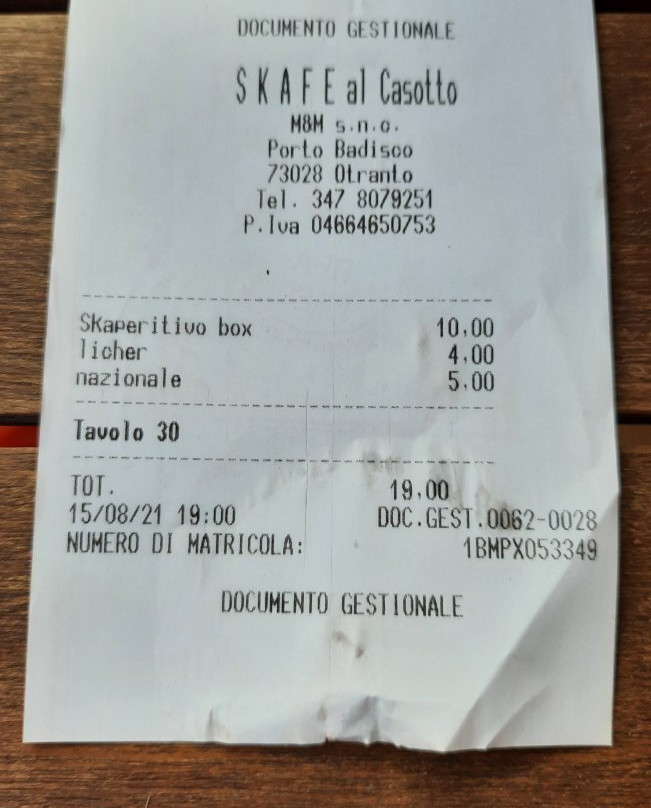 DOCUMENTO GESTIONALE
SKAFE al Casotto
M&M s.n.c.
Porto Badisco
73028 Otranto
Tel. 347 8079251
P.Iva 04664650753
SKaperitivo box 10,00
licher 4,00
nazionale 5,00
Tavolo 30
TOT. 19,00
15/08/21 19:00 DOC.GEST.0062-0028
NUMERO DI MATRICOLA: 1BMPX053349
DOCUMENTO GESTIONALE